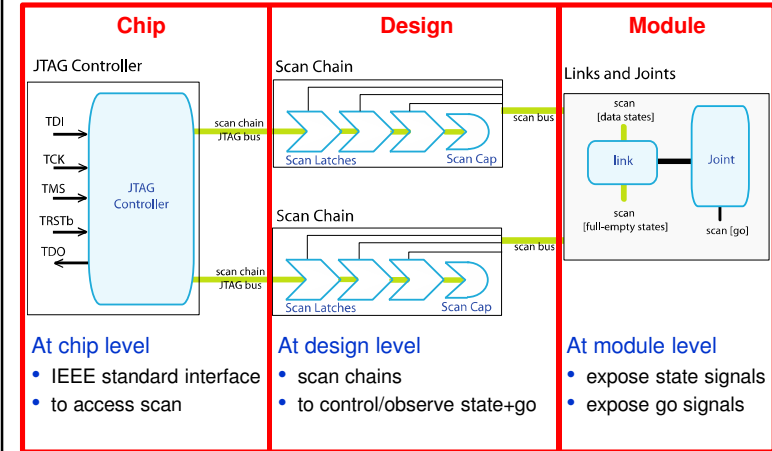 Chip
JTAG Controller
TDI
TCK
TMS
TRSTb
TDO
JTAG
Controller
scan chain
JTAG bus
scan chain
JTAG bus
At chip level
• IEEE standard interface
• to access scan
Design
Scan Chain
Scan Latches
Scan Cap
scan bus
Scan Chain
Scan Latches
Scan Cap
scan bus
At design level
• scan chains
• to control/observe state+go
Module
Links and Joints
scan
[data states]
link
Joint
scan
[full-empty states]
scan [go]
At module level
• expose state signals
• expose go signals